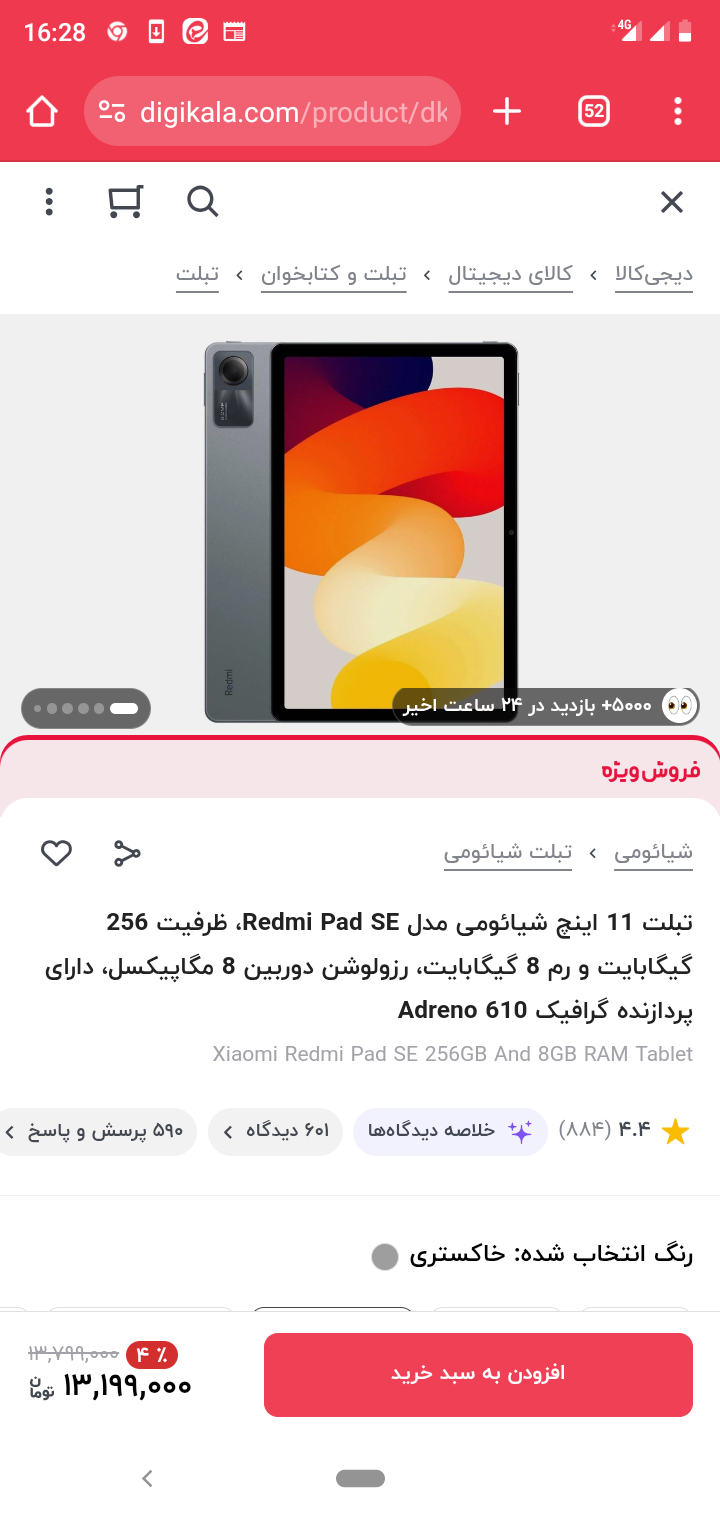 16:28
4G
digikala.com/product/dk
52
دیجی‌کالا › کالای دیجیتال › تبلت و کتابخوان › تبلت
Redmi
۵۰۰۰+ بازدید در ۲۴ ساعت اخیر
فروش ویژه
شیائومی › تبلت شیائومی
تبلت 11 اینچ شیائومی مدل Redmi Pad SE، ظرفیت 256
گیگابایت و رم 8 گیگابایت، رزولوشن دوربین 8 مگاپیکسل، دارای
پردازنده گرافیک Adreno 610
Xiaomi Redmi Pad SE 256GB And 8GB RAM Tablet
۴.۴ (۸۸۴) خلاصه دیدگاه‌ها ۶۰۱ دیدگاه ۵۹۰ پرسش و پاسخ
رنگ انتخاب شده: خاکستری
افزودن به سبد خرید
۴ ٪ ۱۳,۷۹۹,۰۰۰
۱۳,۱۹۹,۰۰۰ تومان